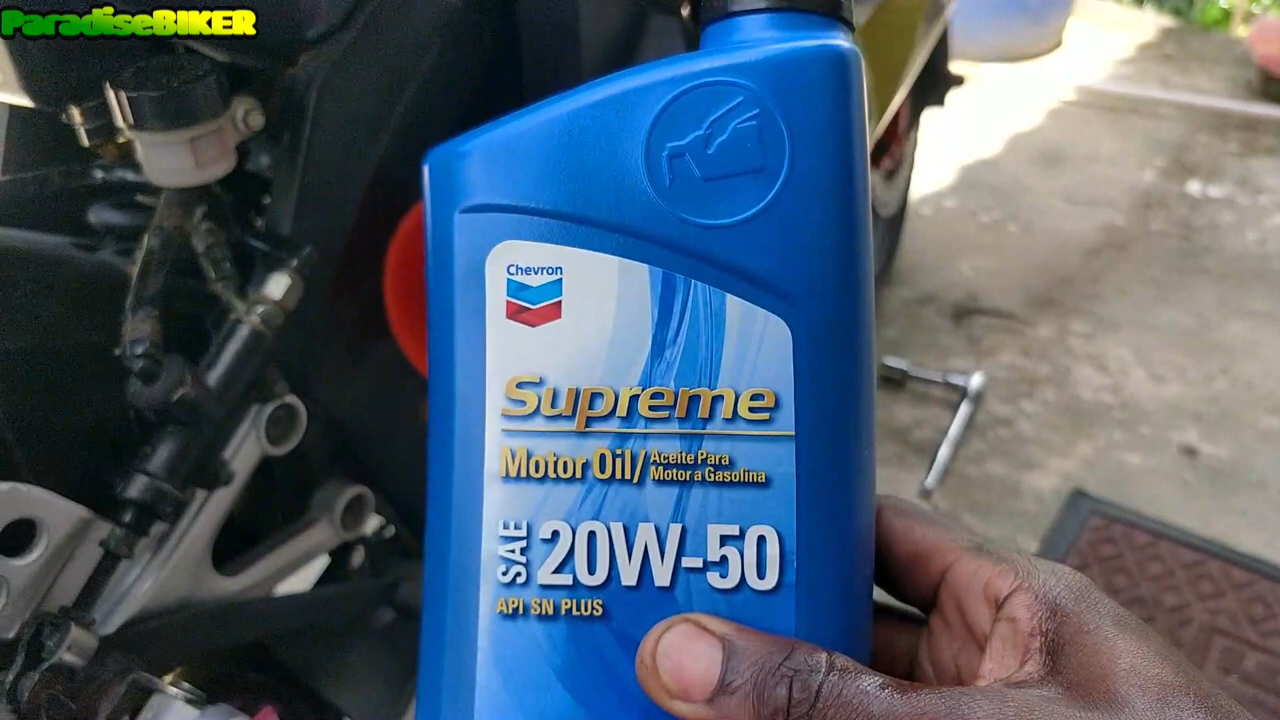 ParadiseBIKER
Chevron
Supreme
Motor Oil/ Aceite Para
Motor a Gasolina
SAE 20W-50
API SN PLUS